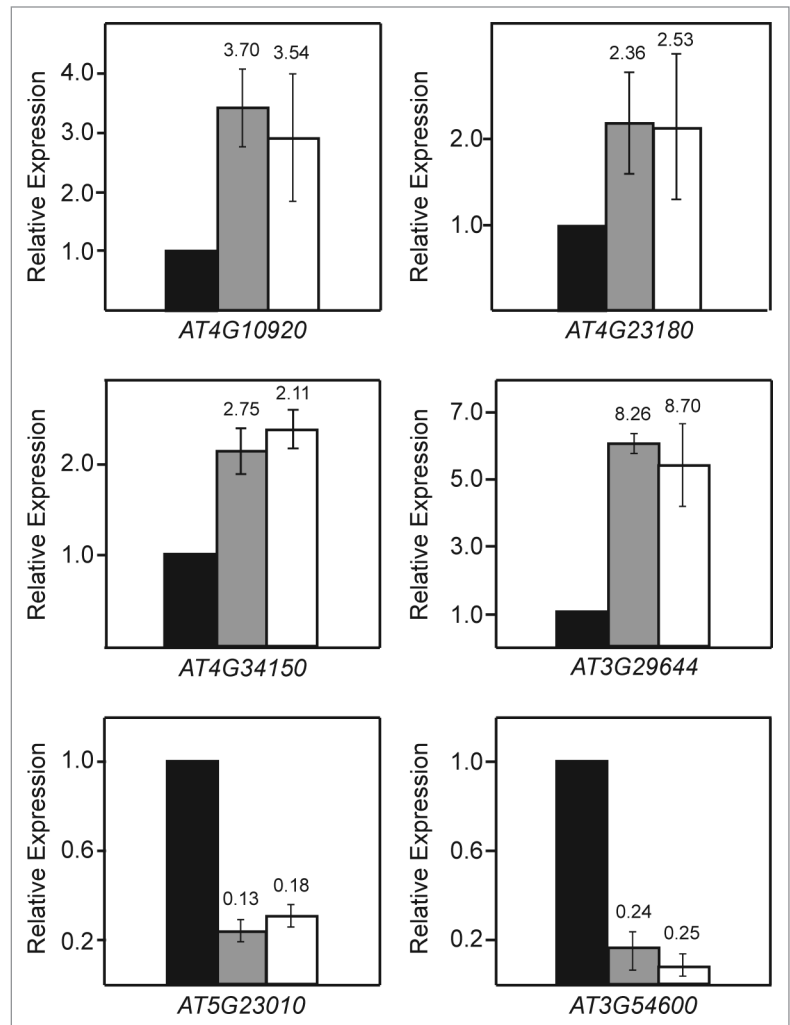 Relative Expression
4.0
3.0
2.0
1.0
3.70
3.54
AT4G10920
Relative Expression
2.0
1.0
2.36
2.53
AT4G23180
Relative Expression
2.0
1.0
2.75
2.11
AT4G34150
Relative Expression
7.0
5.0
3.0
1.0
8.26
8.70
AT3G29644
Relative Expression
1.0
0.6
0.2
0.13
0.18
AT5G23010
Relative Expression
1.0
0.6
0.2
0.24
0.25
AT3G54600